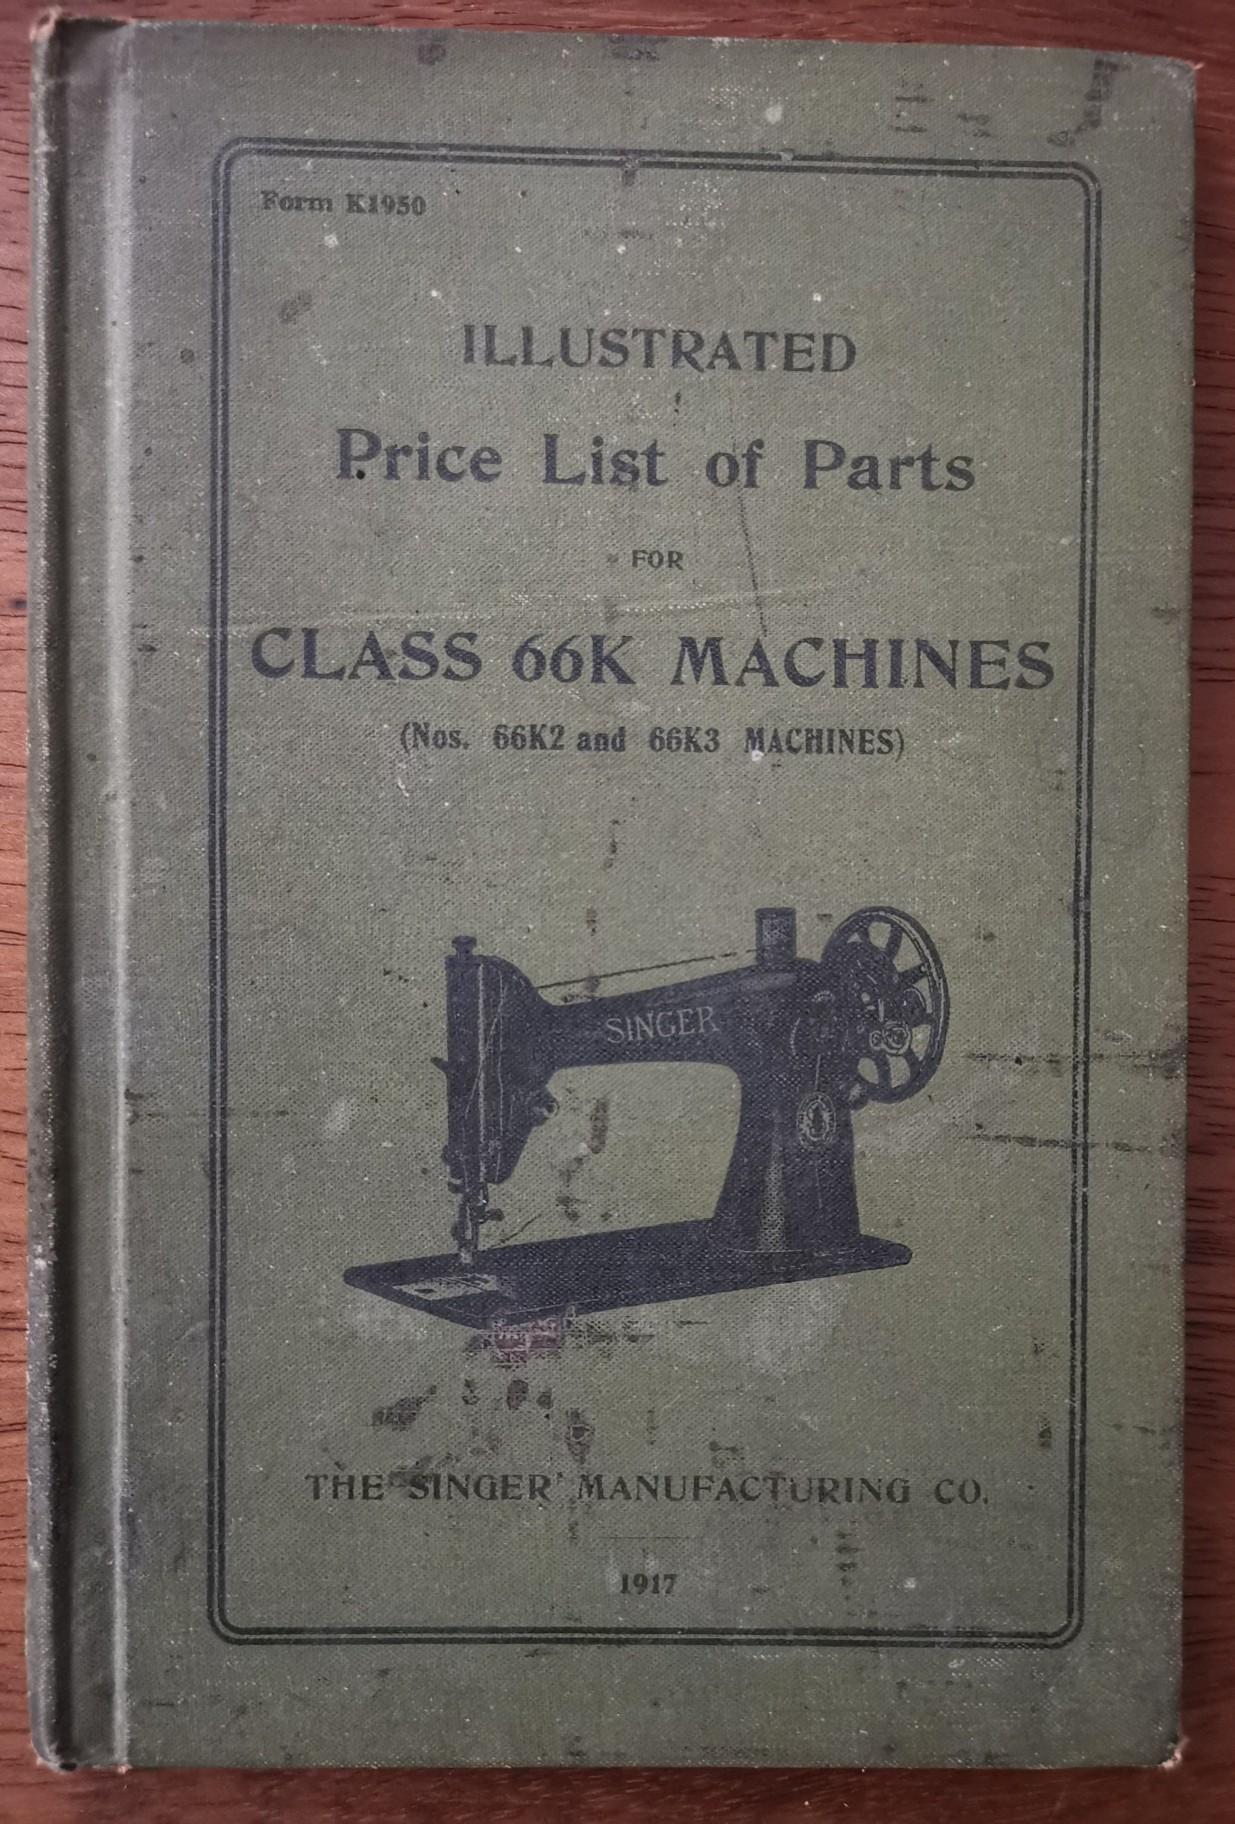 Form K1950
ILLUSTRATED
Price List of Parts
FOR
CLASS 66K MACHINES
(Nos. 66K2 and 66K3 MACHINES)
SINGER
THE SINGER MANUFACTURING CO.
1917